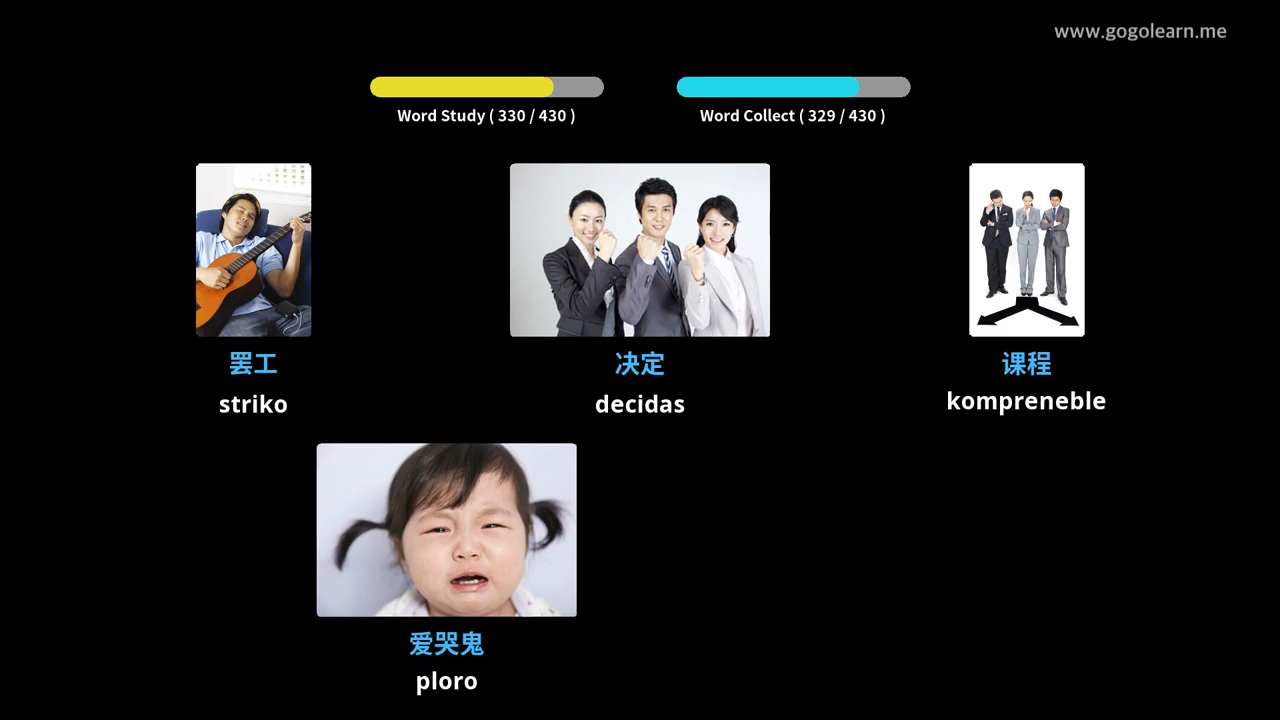 www.gogolearn.me
Word Study ( 330 / 430 )
Word Collect ( 329 / 430 )
罢工
决定
课程
striko
decidas
kompreneble
爱哭鬼
ploro